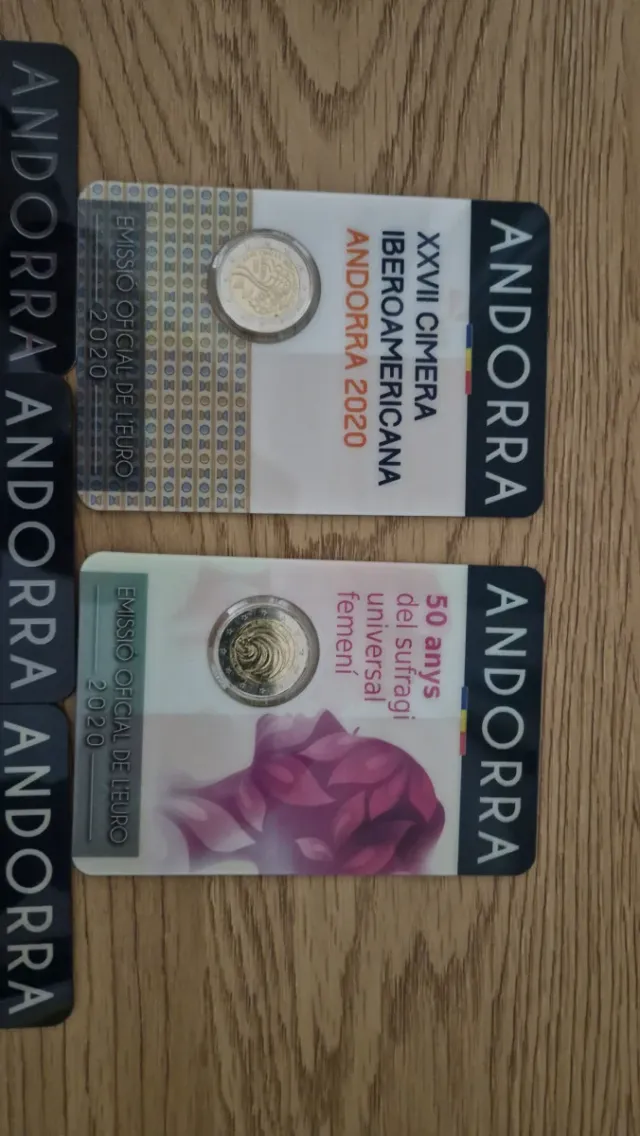 ANDORRA
XXVII CIMERA
IBEROAMERICANA
ANDORRA 2020
EMISSIÓ OFICIAL DE L'EURO
2020
ANDORRA
50 anys
del sufragi
universal
femení
EMISSIÓ OFICIAL DE L'EURO
2020
ANDORRA
ANDORRA
ANDORRA